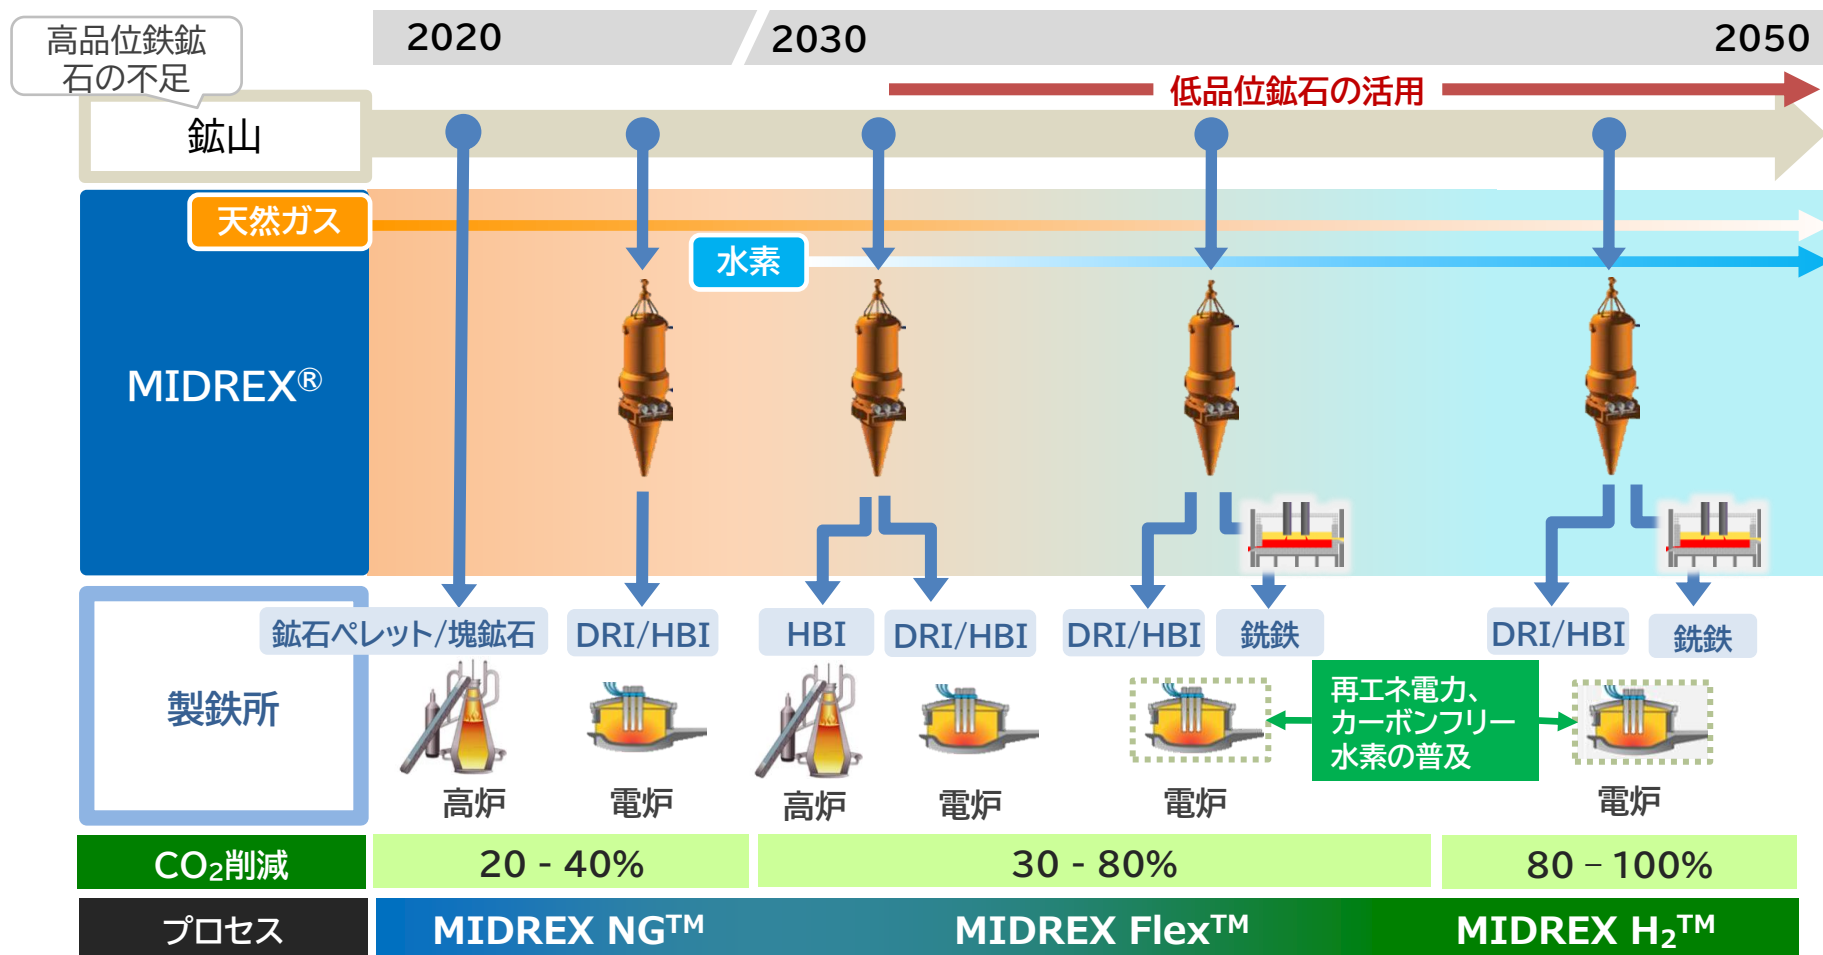 高品位鉄鉱
石の不足
2020
2030
2050
低品位鉱石の活用
鉱山
天然ガス
水素
MIDREX®
鉱石ペレット/塊鉱石
DRI/HBI
HBI
DRI/HBI
DRI/HBI
銑鉄
DRI/HBI
銑鉄
製鉄所
再エネ電力、
カーボンフリー
水素の普及
高炉
電炉
高炉
電炉
電炉
電炉
CO₂削減
20 - 40%
30 - 80%
80 – 100%
プロセス
MIDREX NG™
MIDREX Flex™
MIDREX H₂™